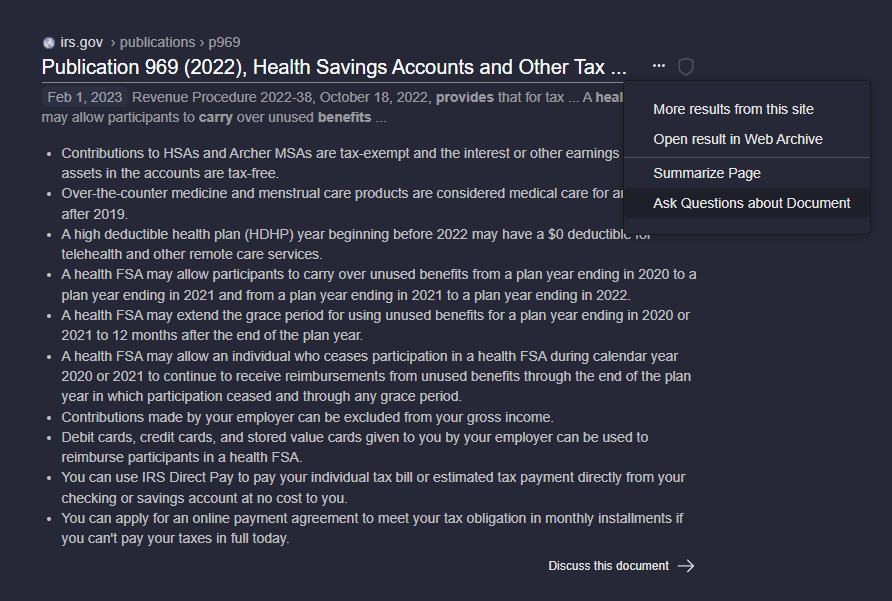 irs.gov › publications › p969
Publication 969 (2022), Health Savings Accounts and Other Tax ...
Feb 1, 2023 Revenue Procedure 2022-38, October 18, 2022, provides that for tax ... A heal
may allow participants to carry over unused benefits ...
More results from this site
Open result in Web Archive
Summarize Page
Ask Questions about Document
• Contributions to HSAs and Archer MSAs are tax-exempt and the interest or other earnings
assets in the accounts are tax-free.
• Over-the-counter medicine and menstrual care products are considered medical care for
after 2019.
• A high deductible health plan (HDHP) year beginning before 2022 may have a $0 deductible for
telehealth and other remote care services.
• A health FSA may allow participants to carry over unused benefits from a plan year ending in 2020 to a
plan year ending in 2021 and from a plan year ending in 2021 to a plan year ending in 2022.
• A health FSA may extend the grace period for using unused benefits for a plan year ending in 2020 or
2021 to 12 months after the end of the plan year.
• A health FSA may allow an individual who ceases participation in a health FSA during calendar year
2020 or 2021 to continue to receive reimbursements from unused benefits through the end of the plan
year in which participation ceased and through any grace period.
• Contributions made by your employer can be excluded from your gross income.
• Debit cards, credit cards, and stored value cards given to you by your employer can be used to
reimburse participants in a health FSA.
• You can use IRS Direct Pay to pay your individual tax bill or estimated tax payment directly from your
checking or savings account at no cost to you.
• You can apply for an online payment agreement to meet your tax obligation in monthly installments if
you can't pay your taxes in full today.
Discuss this document →